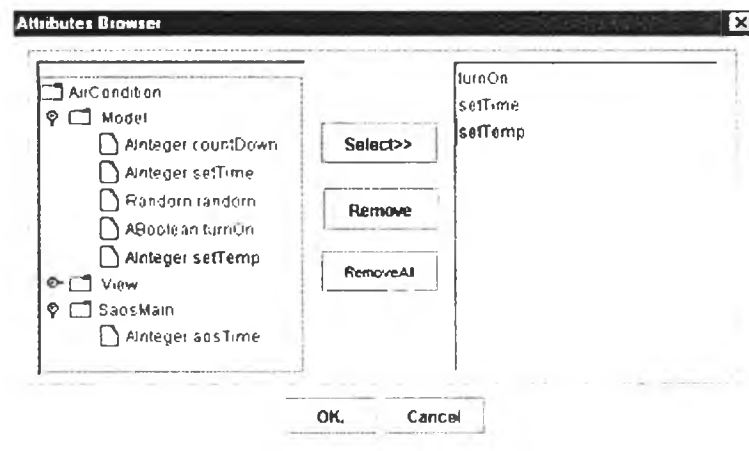 Attributes Browser
AirCondition
Model
AInteger countDown
AInteger setTime
Random random
ABoolean turnOn
AInteger setTemp
View
SaosMain
AInteger aosTime
Select>>
Remove
RemoveAll
turnOn
setTime
setTemp
OK.
Cancel